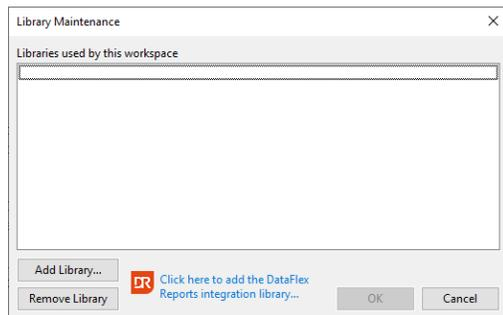 Library Maintenance
Libraries used by this workspace
Add Library...
Remove Library
DR
Click here to add the DataFlex
Reports integration library...
OK
Cancel